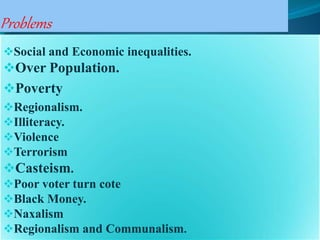 Problems
❖Social and Economic inequalities.
❖Over Population.
❖Poverty
❖Regionalism.
❖Illiteracy.
❖Violence
❖Terrorism
❖Casteism.
❖Poor voter turn cote
❖Black Money.
❖Naxalism
❖Regionalism and Communalism.